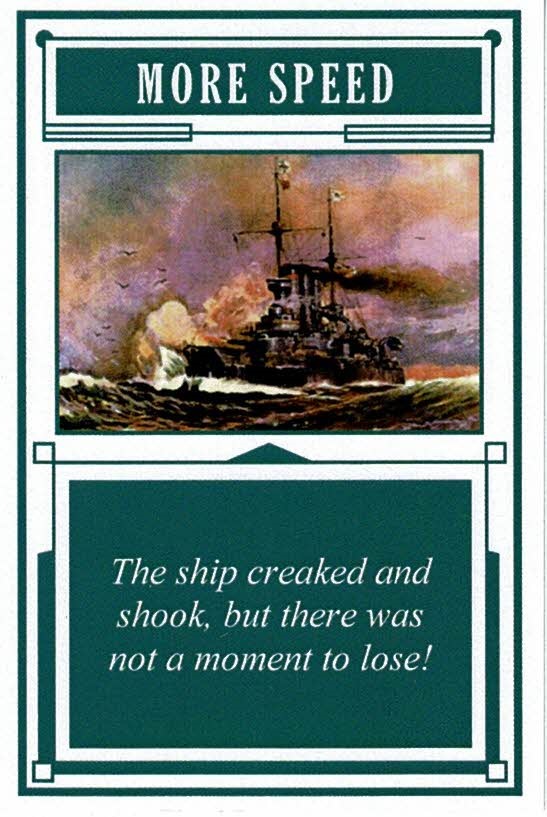 MORE SPEED
The ship creaked and
shook, but there was
not a moment to lose!